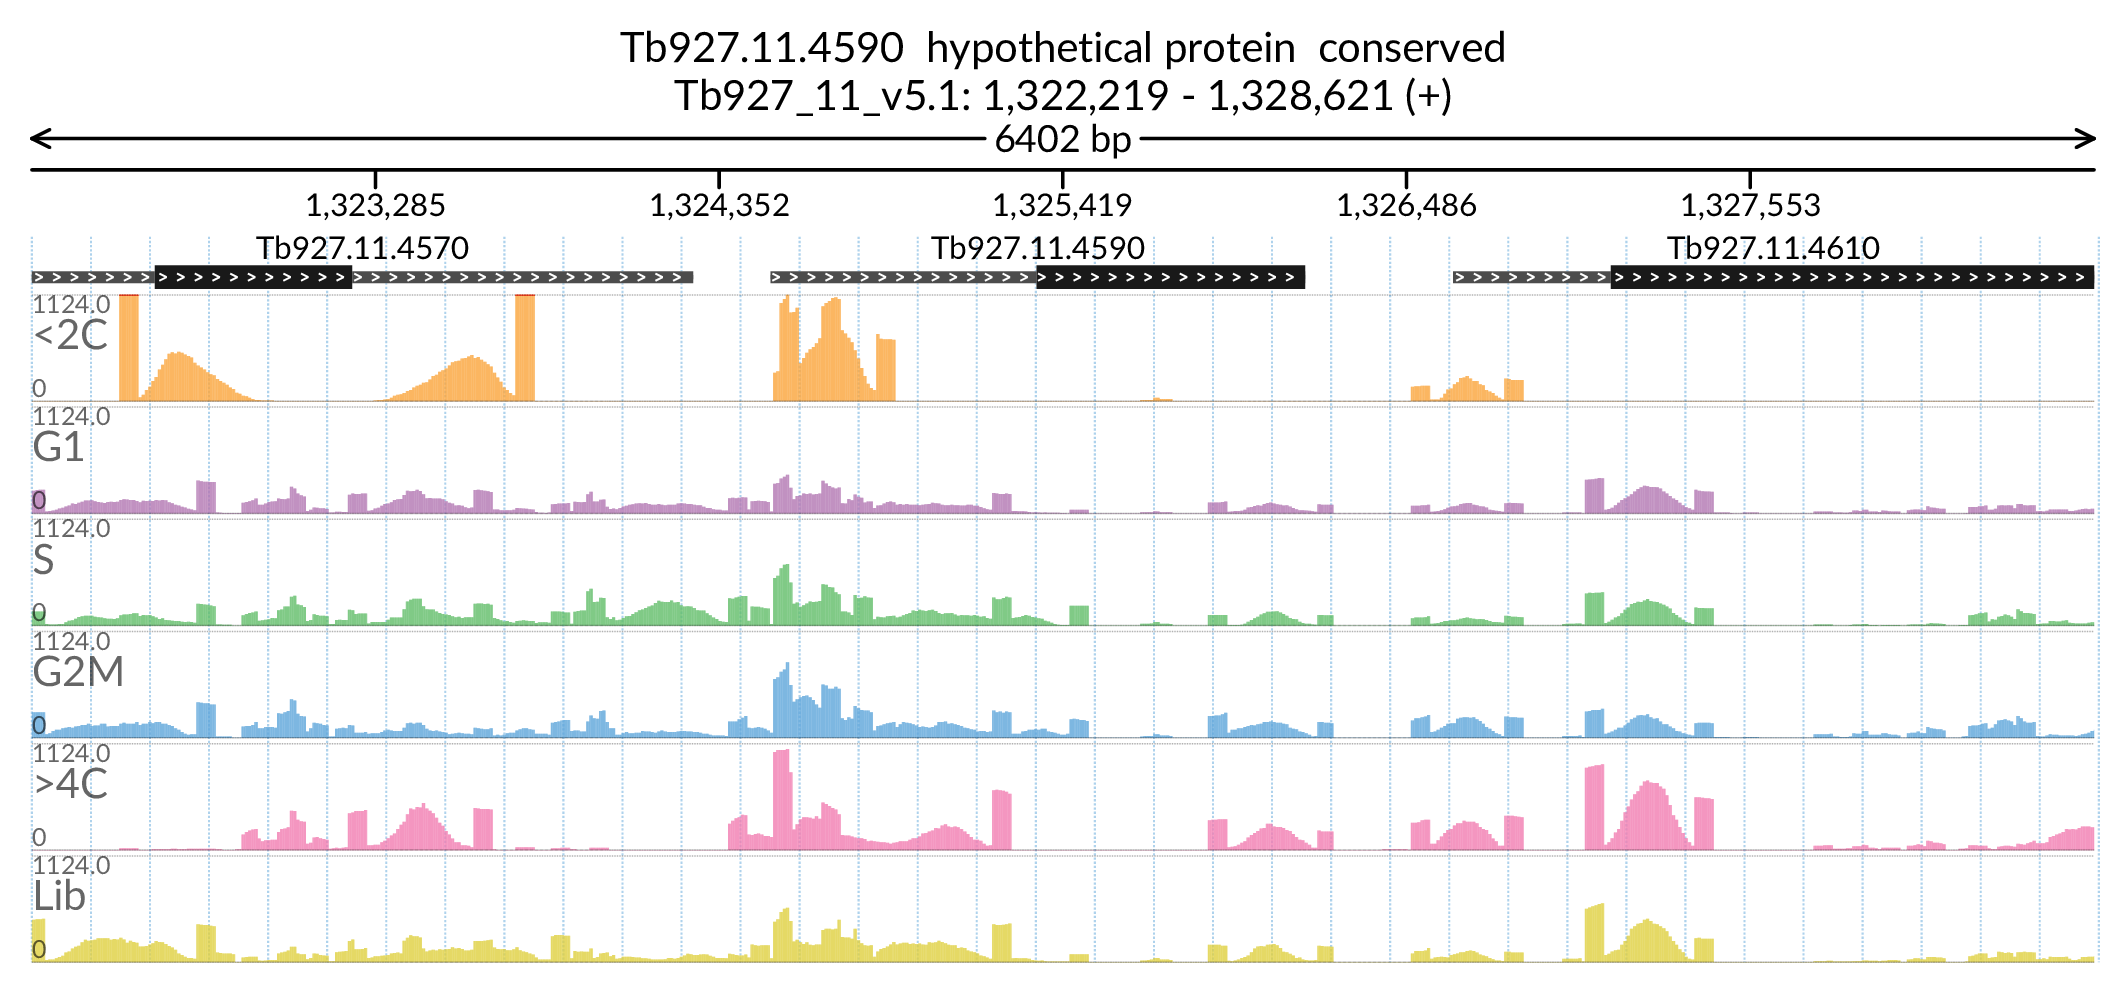 Tb927.11.4590  hypothetical protein  conserved
Tb927_11_v5.1: 1,322,219 - 1,328,621 (+)
6402 bp
1,323,285 1,324,352 1,325,419 1,326,486 1,327,553
Tb927.11.4570 Tb927.11.4590 Tb927.11.4610
1124.0
<2C
0
1124.0
G1
0
1124.0
S
0
1124.0
G2M
0
1124.0
>4C
0
1124.0
Lib
0